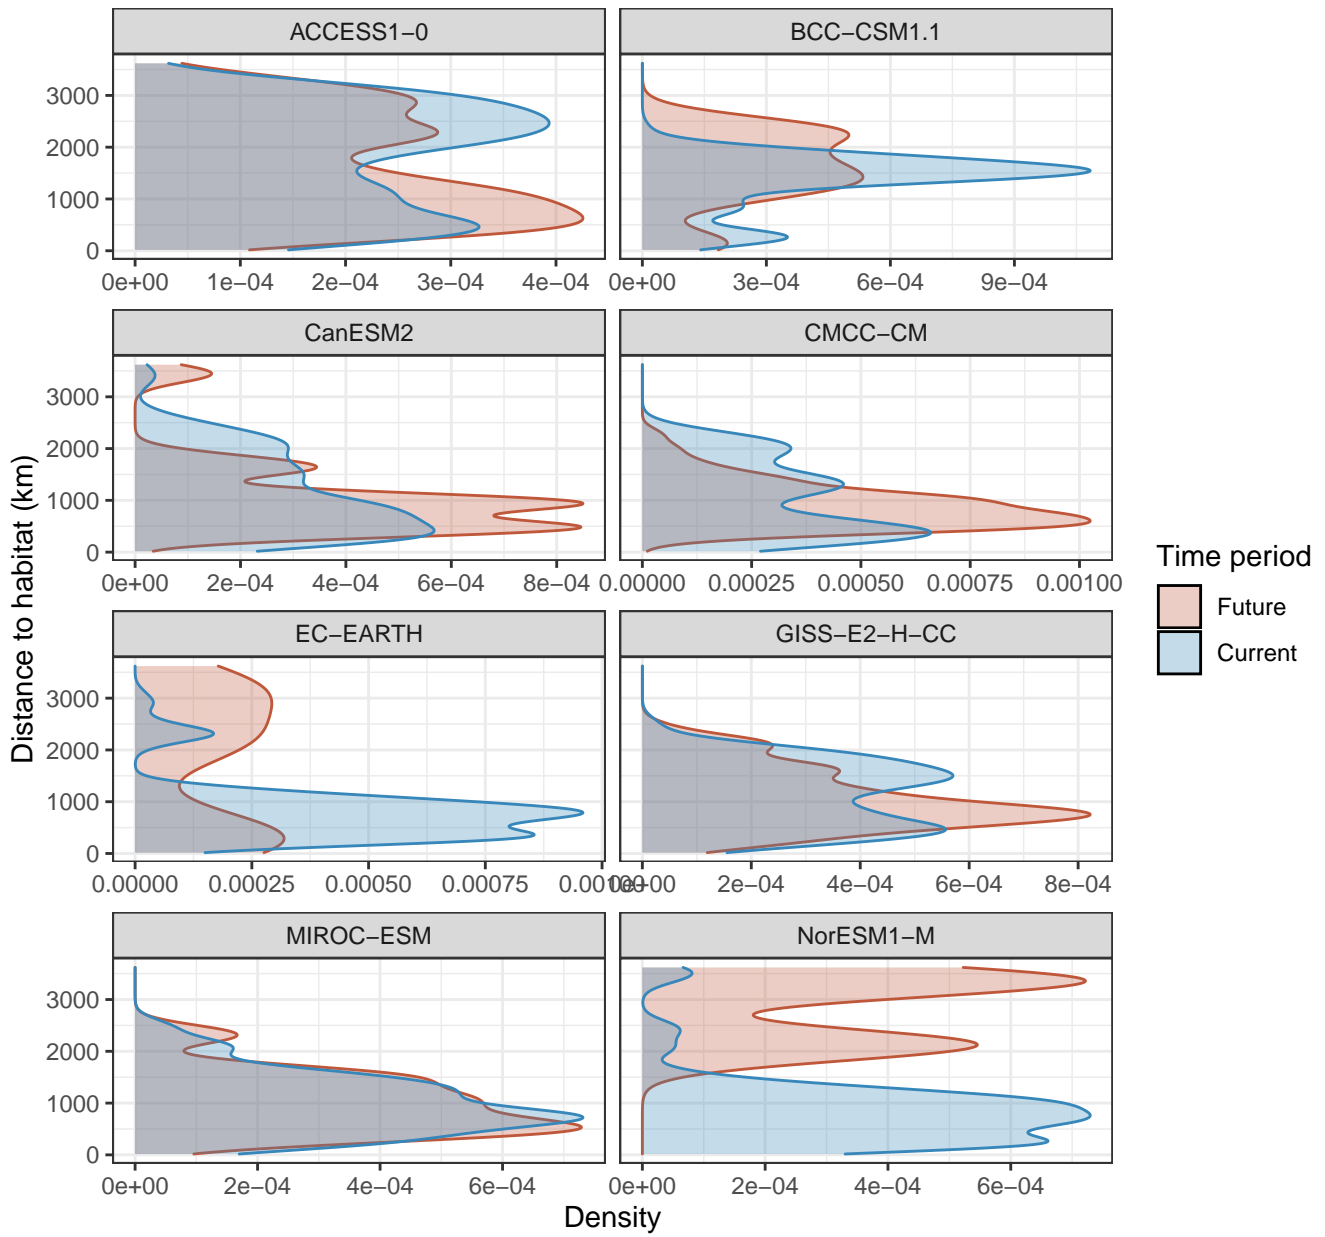 ACCESS1−0
BCC−CSM1.1
3000
2000
1000
0
0e+00 1e−04 2e−04 3e−04 4e−04
0e+00 3e−04 6e−04 9e−04
CanESM2
CMCC−CM
3000
2000
1000
0
0e+00 2e−04 4e−04 6e−04 8e−04
0.00000 0.00025 0.00050 0.00075 0.00100
EC−EARTH
GISS−E2−H−CC
3000
2000
1000
0
0.00000 0.00025 0.00050 0.00075 0.00100
0e+00 2e−04 4e−04 6e−04 8e−04
MIROC−ESM
NorESM1−M
3000
2000
1000
0
0e+00 2e−04 4e−04 6e−04
0e+00 2e−04 4e−04 6e−04
Distance to habitat (km)
Density
Time period
Future
Current